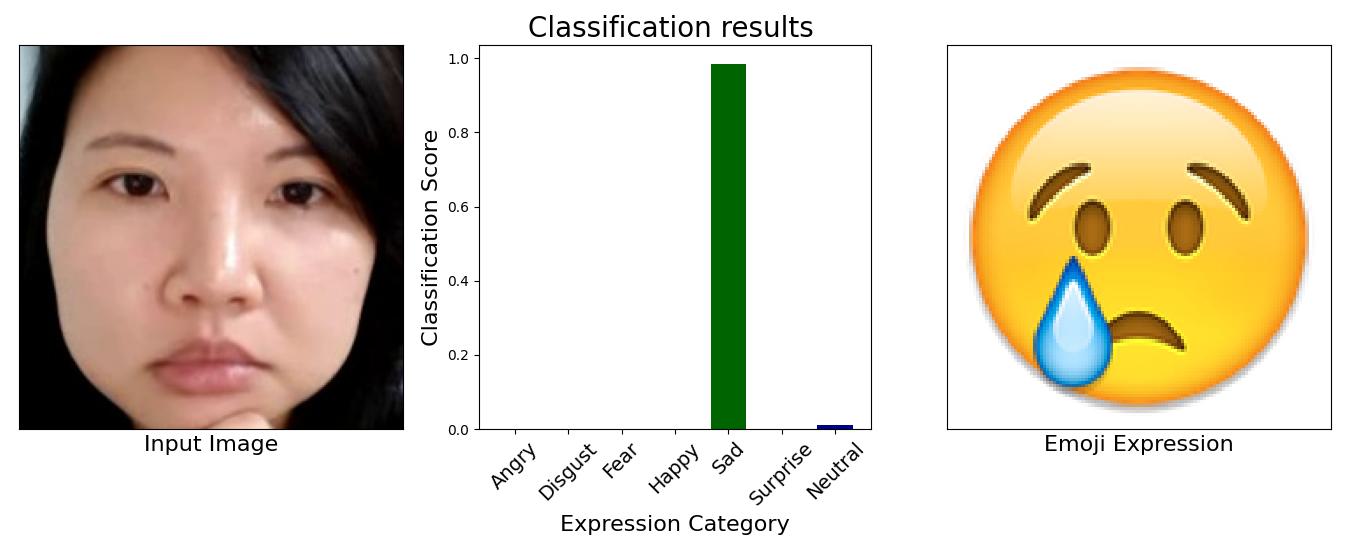 Classification results
Classification Score
1.0
0.8
0.6
0.4
0.2
0.0
Angry
Disgust
Fear
Happy
Sad
Surprise
Neutral
Expression Category
Input Image
Emoji Expression